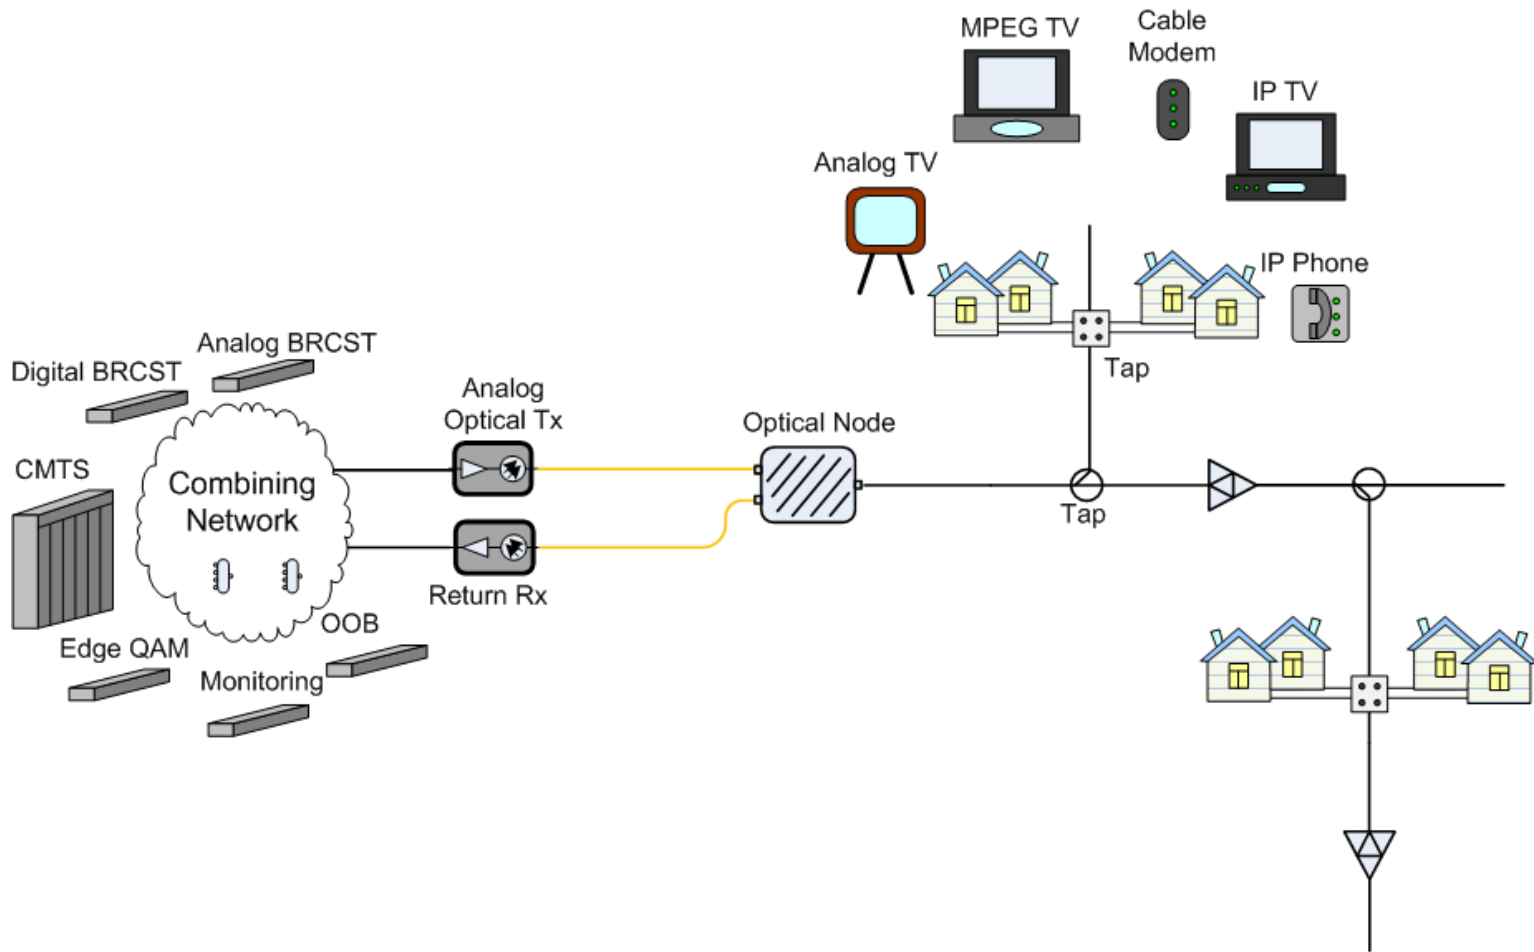 MPEG TV
Cable
Modem
IP TV
Analog TV
IP Phone
Tap
Analog BRCST
Digital BRCST
Analog
Optical Tx
Optical Node
CMTS
Combining
Network
Tap
Return Rx
OOB
Edge QAM
Monitoring